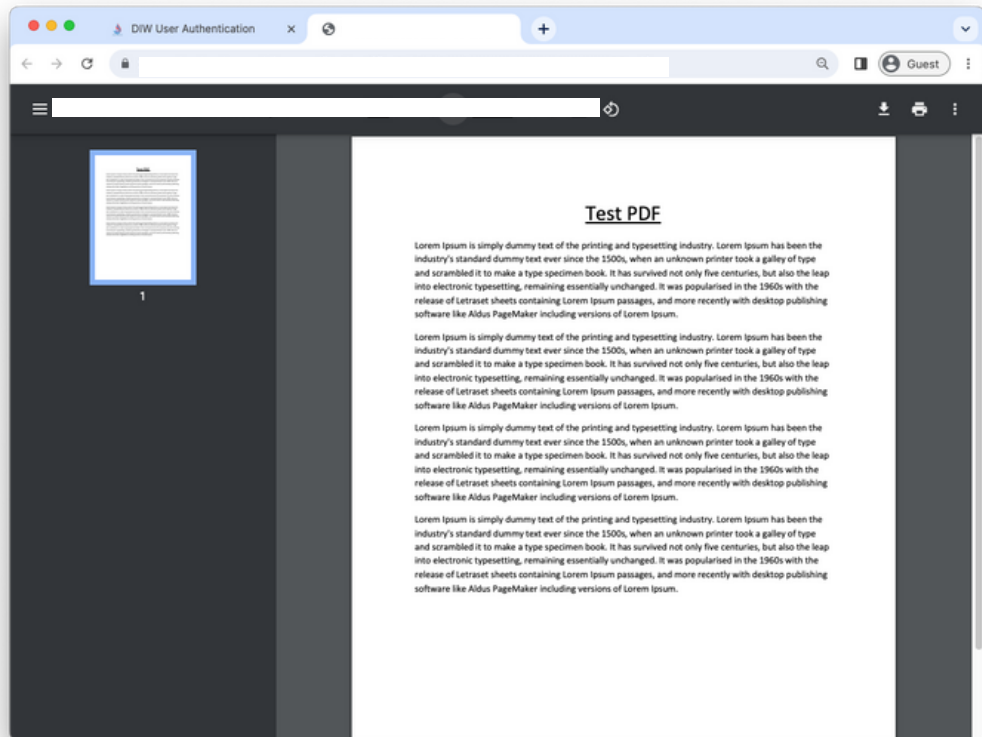 DIW User Authentication
Guest
1
Test PDF
Lorem Ipsum is simply dummy text of the printing and typesetting industry. Lorem Ipsum has been the
industry's standard dummy text ever since the 1500s, when an unknown printer took a galley of type
and scrambled it to make a type specimen book. It has survived not only five centuries, but also the leap
into electronic typesetting, remaining essentially unchanged. It was popularised in the 1960s with the
release of Letraset sheets containing Lorem Ipsum passages, and more recently with desktop publishing
software like Aldus PageMaker including versions of Lorem Ipsum.
Lorem Ipsum is simply dummy text of the printing and typesetting industry. Lorem Ipsum has been the
industry's standard dummy text ever since the 1500s, when an unknown printer took a galley of type
and scrambled it to make a type specimen book. It has survived not only five centuries, but also the leap
into electronic typesetting, remaining essentially unchanged. It was popularised in the 1960s with the
release of Letraset sheets containing Lorem Ipsum passages, and more recently with desktop publishing
software like Aldus PageMaker including versions of Lorem Ipsum.
Lorem Ipsum is simply dummy text of the printing and typesetting industry. Lorem Ipsum has been the
industry's standard dummy text ever since the 1500s, when an unknown printer took a galley of type
and scrambled it to make a type specimen book. It has survived not only five centuries, but also the leap
into electronic typesetting, remaining essentially unchanged. It was popularised in the 1960s with the
release of Letraset sheets containing Lorem Ipsum passages, and more recently with desktop publishing
software like Aldus PageMaker including versions of Lorem Ipsum.
Lorem Ipsum is simply dummy text of the printing and typesetting industry. Lorem Ipsum has been the
industry's standard dummy text ever since the 1500s, when an unknown printer took a galley of type
and scrambled it to make a type specimen book. It has survived not only five centuries, but also the leap
into electronic typesetting, remaining essentially unchanged. It was popularised in the 1960s with the
release of Letraset sheets containing Lorem Ipsum passages, and more recently with desktop publishing
software like Aldus PageMaker including versions of Lorem Ipsum.